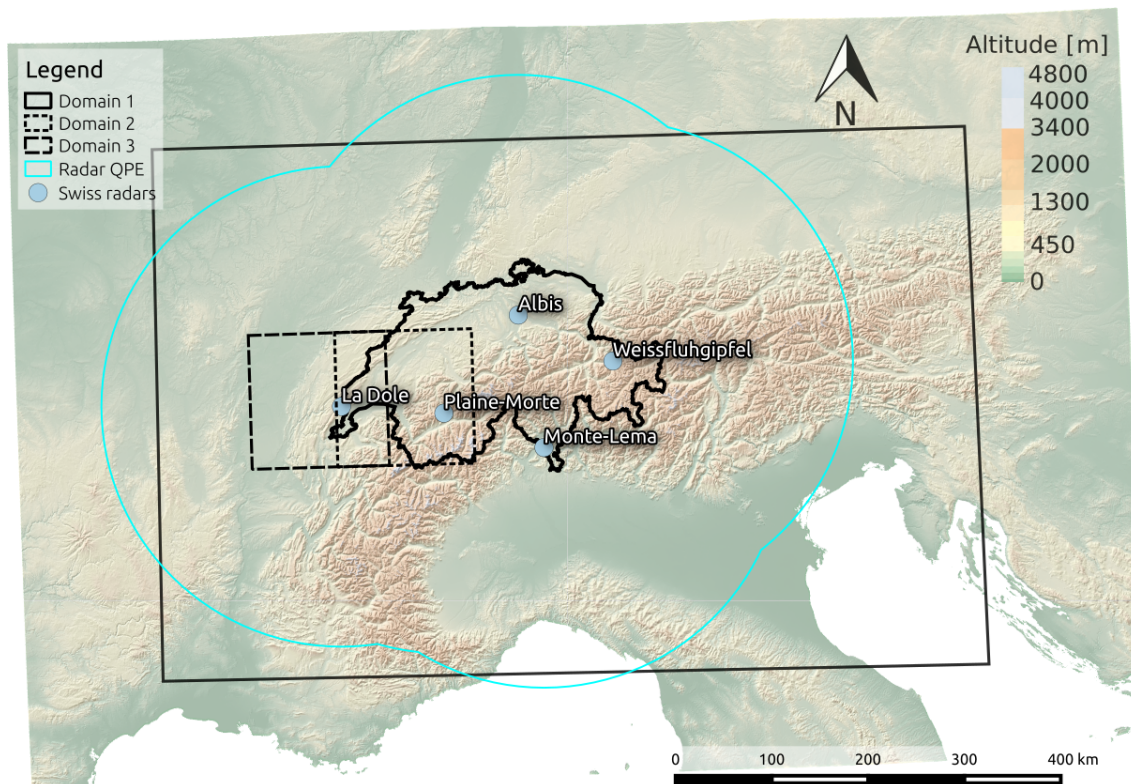 Legend
Domain 1
Domain 2
Domain 3
Radar QPE
Swiss radars
N
Altitude [m]
4800
4000
3400
2000
1300
450
0
Albis
Weissfluhgipfel
La Dole
Plaine-Morte
Monte-Lema
0 100 200 300 400 km